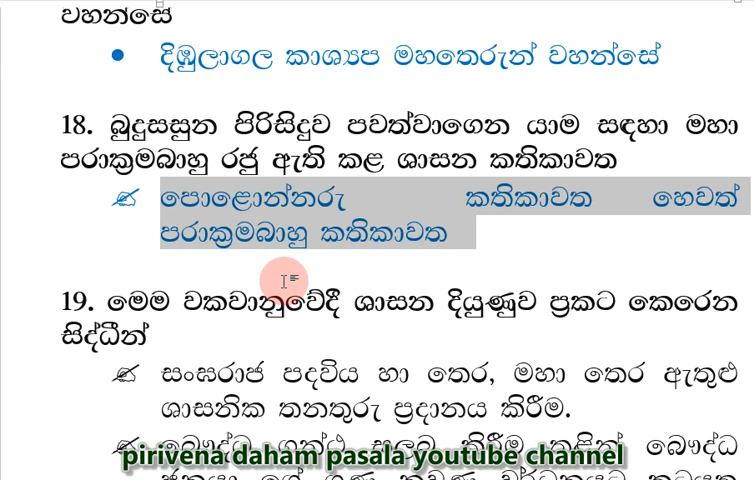 වහන්සේ
• දිඹුලාගල කාශ්‍යප මහතෙරුන් වහන්සේ
18. බුදුසසුන පිරිසිදුව පවත්වාගෙන යාම සඳහා මහා
පරාක්‍රමබාහු රජු ඇති කළ ශාසන කතිකාවත
පොළොන්නරු කතිකාවත හෙවත්
පරාක්‍රමබාහු කතිකාවත
19. මෙම වකවානුවේදී ශාසන දියුණුව ප්‍රකට කෙරෙන
සිද්ධීන්
සංඝරාජ පදවිය හා තෙර, මහා තෙර ඇතුළු
ශාසනික තනතුරු ප්‍රදානය කිරීම.
බෞද්ධ ග්‍රන්ථ බෞද්ධ
pirivena daham pasala youtube channel